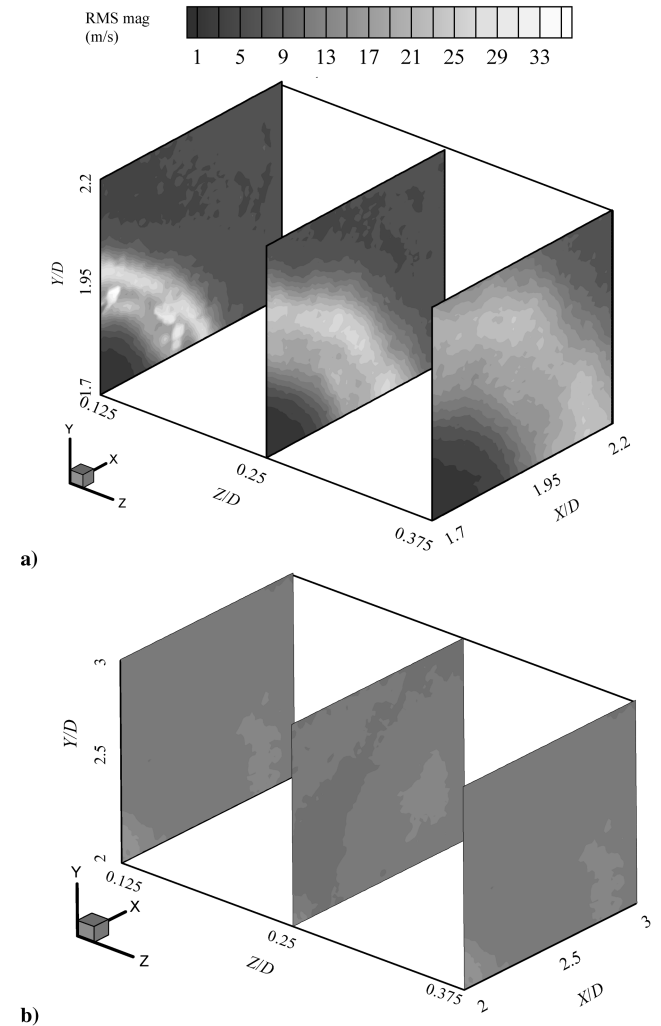 RMS mag
(m/s)
1 5 9 13 17 21 25 29 33
2.2
1.95
1.7
Y/D
0.125
0.25
0.375
Z/D
1.7
1.95
2.2
X/D
Y
X
Z
a)
3
2.5
2
Y/D
0.125
0.25
0.375
Z/D
2
2.5
3
X/D
Y
X
Z
b)